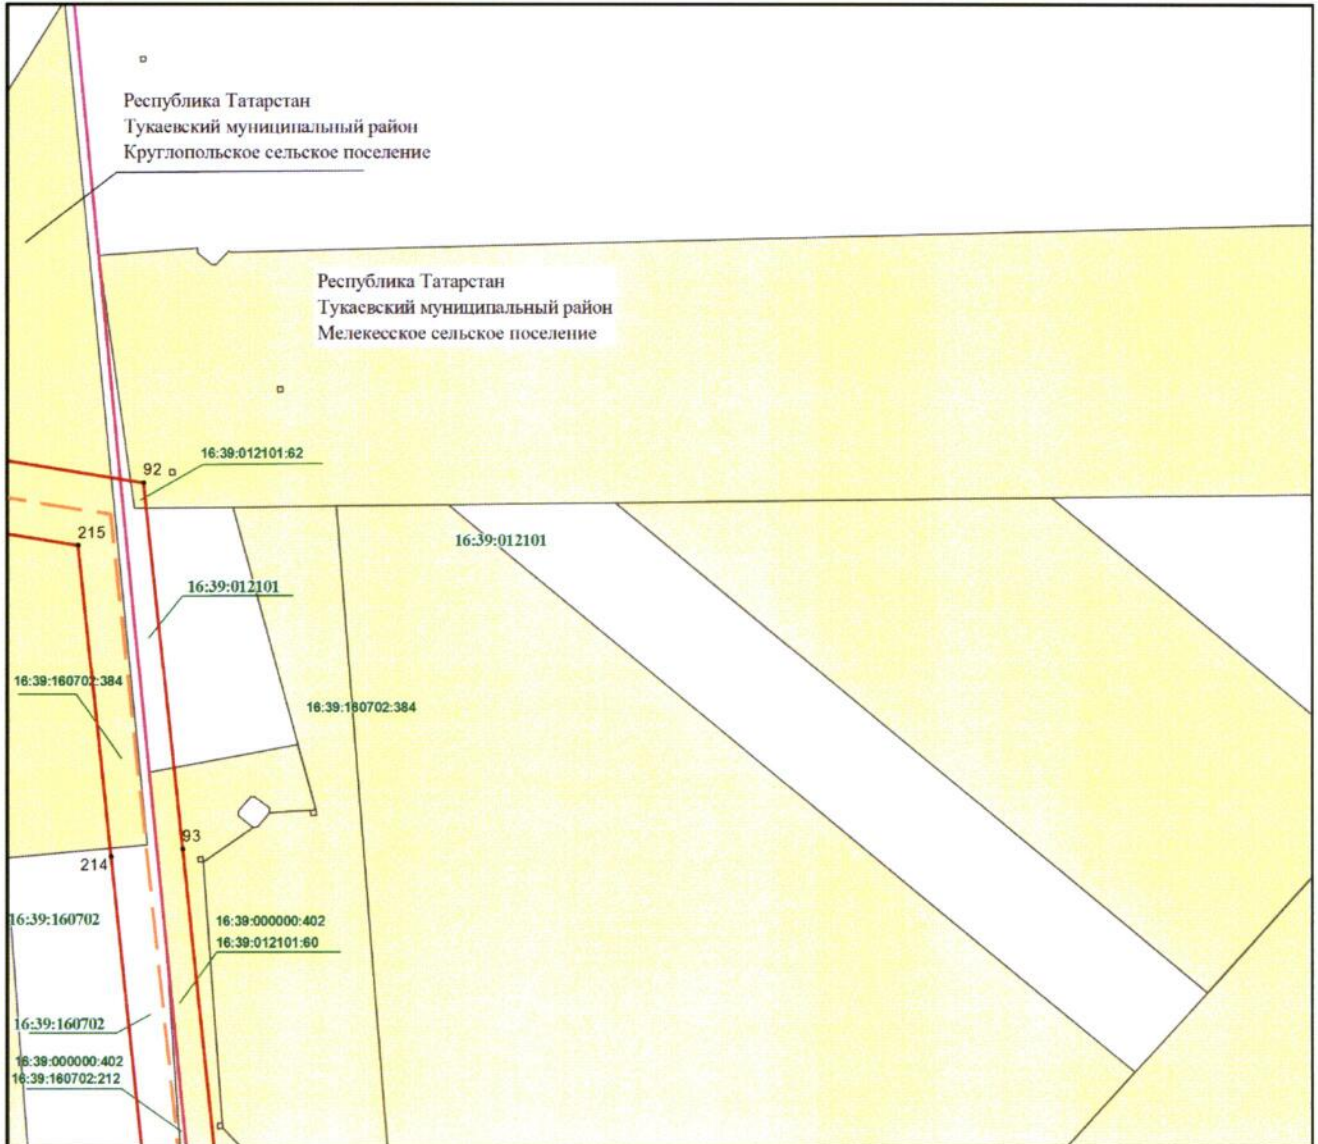 Республика Татарстан
Тукаевский муниципальный район
Круглопольское сельское поселение
Республика Татарстан
Тукаевский муниципальный район
Мелекесское сельское поселение
16:39:012101:62
92
215
16:39:012101
16:39:012101
16:39:160702:384
16:39:160702:384
93
214
16:39:160702
16:39:000000:402
16:39:012101:60
16:39:160702
16:39:000000:402
16:39:160702:212